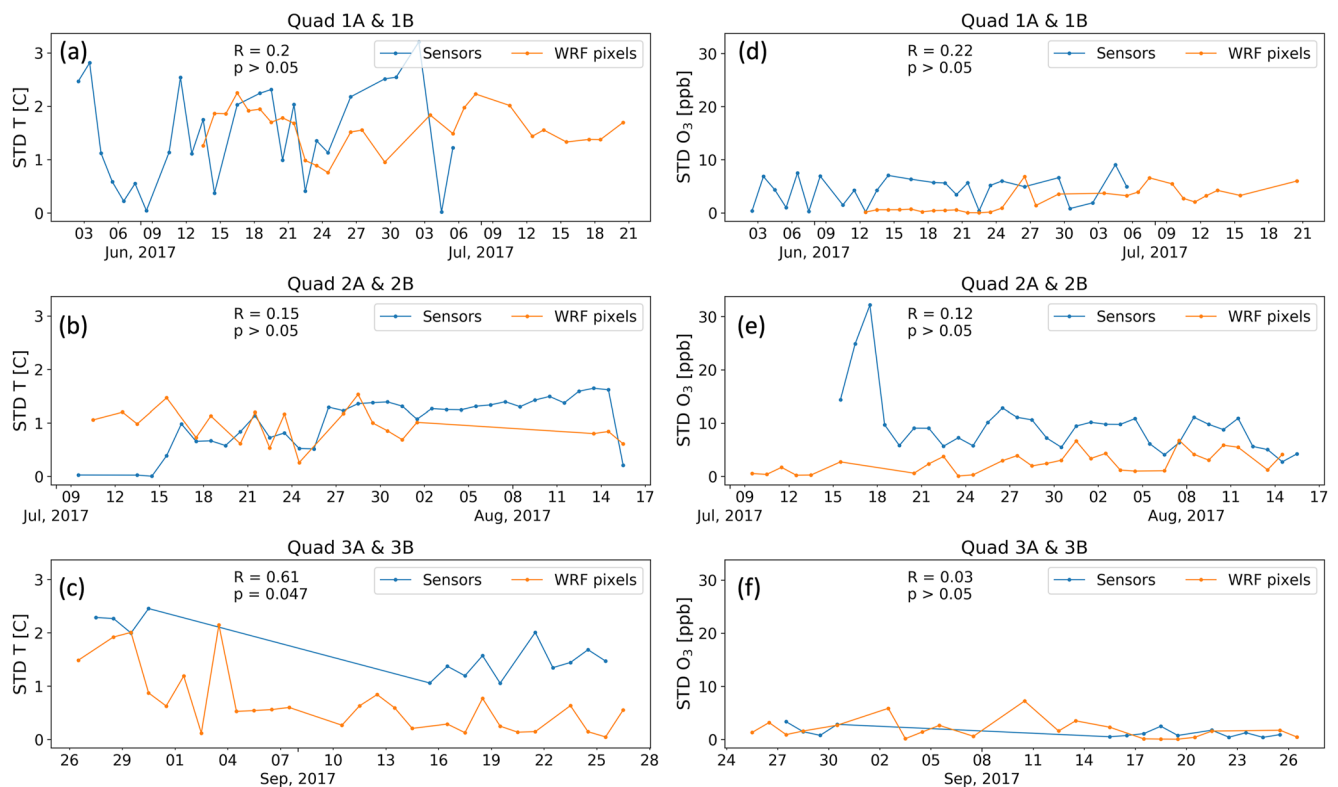 Quad 1A & 1B
(a)
R = 0.2
p > 0.05
Sensors
WRF pixels
STD T [C]
3
2
1
0
03 06 09 12 15 18 21 24 27 30 03 06 09 12 15 18 21
Jun, 2017 Jul, 2017
Quad 1A & 1B
(d)
R = 0.22
p > 0.05
Sensors
WRF pixels
STD O₃ [ppb]
30
20
10
0
03 06 09 12 15 18 21 24 27 30 03 06 09 12 15 18 21
Jun, 2017 Jul, 2017
Quad 2A & 2B
(b)
R = 0.15
p > 0.05
Sensors
WRF pixels
STD T [C]
3
2
1
0
09 12 15 18 21 24 27 30 02 05 08 11 14 17
Jul, 2017 Aug, 2017
Quad 2A & 2B
(e)
R = 0.12
p > 0.05
Sensors
WRF pixels
STD O₃ [ppb]
30
20
10
0
09 12 15 18 21 24 27 30 02 05 08 11 14 17
Jul, 2017 Aug, 2017
Quad 3A & 3B
(c)
R = 0.61
p = 0.047
Sensors
WRF pixels
STD T [C]
3
2
1
0
26 29 01 04 07 10 13 16 19 22 25 28
Sep, 2017
Quad 3A & 3B
(f)
R = 0.03
p > 0.05
Sensors
WRF pixels
STD O₃ [ppb]
30
20
10
0
24 27 30 02 05 08 11 14 17 20 23 26
Sep, 2017